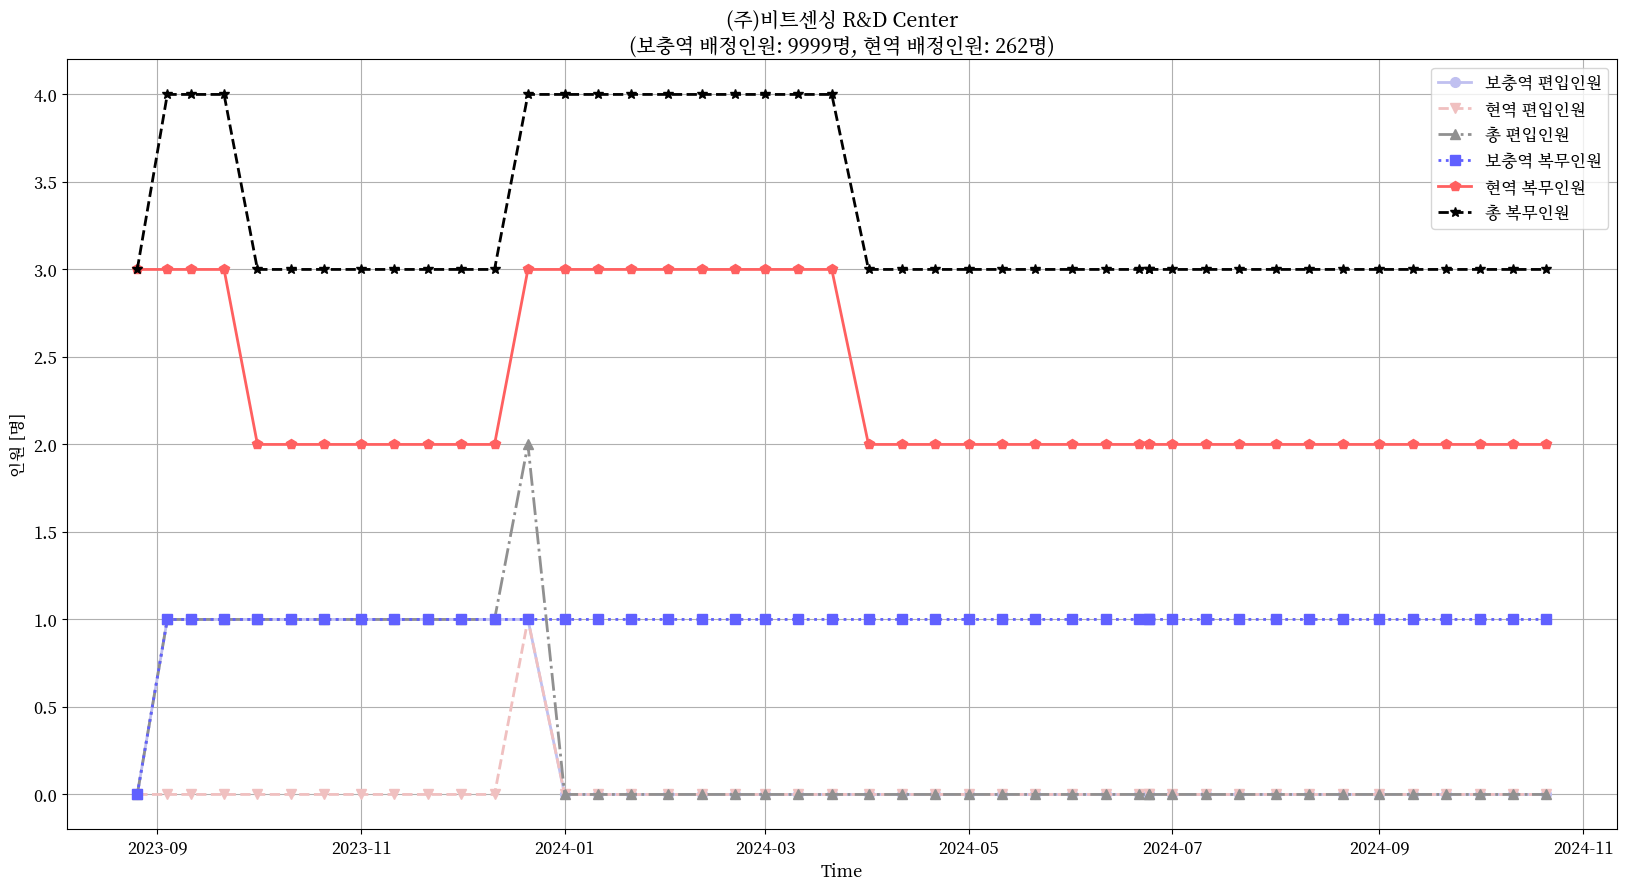 (주)비트센싱 R&D Center
(보충역 배정인원: 9999명, 현역 배정인원: 262명)
보충역 편입인원
현역 편입인원
총 편입인원
보충역 복무인원
현역 복무인원
총 복무인원
4.0
3.5
3.0
2.5
2.0
1.5
1.0
0.5
0.0
인원 [명]
2023-09 2023-11 2024-01 2024-03 2024-05 2024-07 2024-09 2024-11
Time